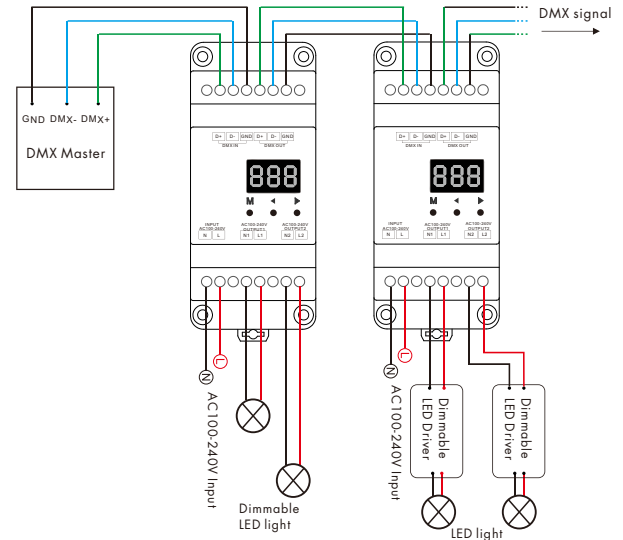 DMX signal
GND DMX- DMX+
DMX Master
D+ D- GND D+ D- GND
DMX IN DMX OUT
888
M ◄ ►
INPUT
AC100-240V
AC100-240V
OUTPUT1
AC100-240V
OUTPUT2
N L N1 L1 N2 L2
N
L
AC100-240V Input
Dimmable
LED light
D+ D- GND D+ D- GND
DMX IN DMX OUT
888
M ◄ ►
INPUT
AC100-240V
AC100-240V
OUTPUT1
AC100-240V
OUTPUT2
N L N1 L1 N2 L2
N
L
AC100-240V Input
Dimmable
LED Driver
Dimmable
LED Driver
LED light